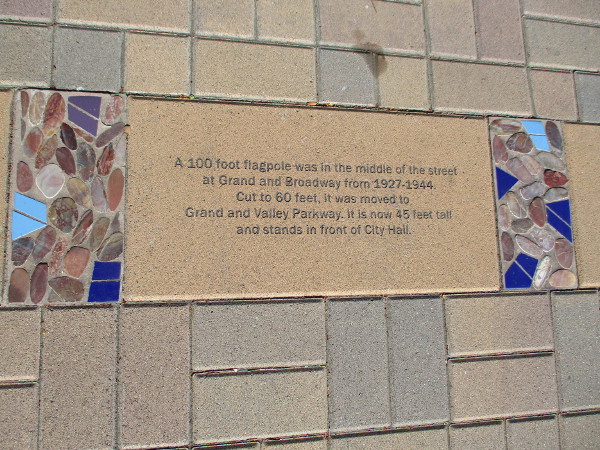 A 100 foot flagpole was in the middle of the street
at Grand and Broadway from 1927-1944.
Cut to 60 feet, it was moved to
Grand and Valley Parkway. It is now 45 feet tall
and stands in front of City Hall.